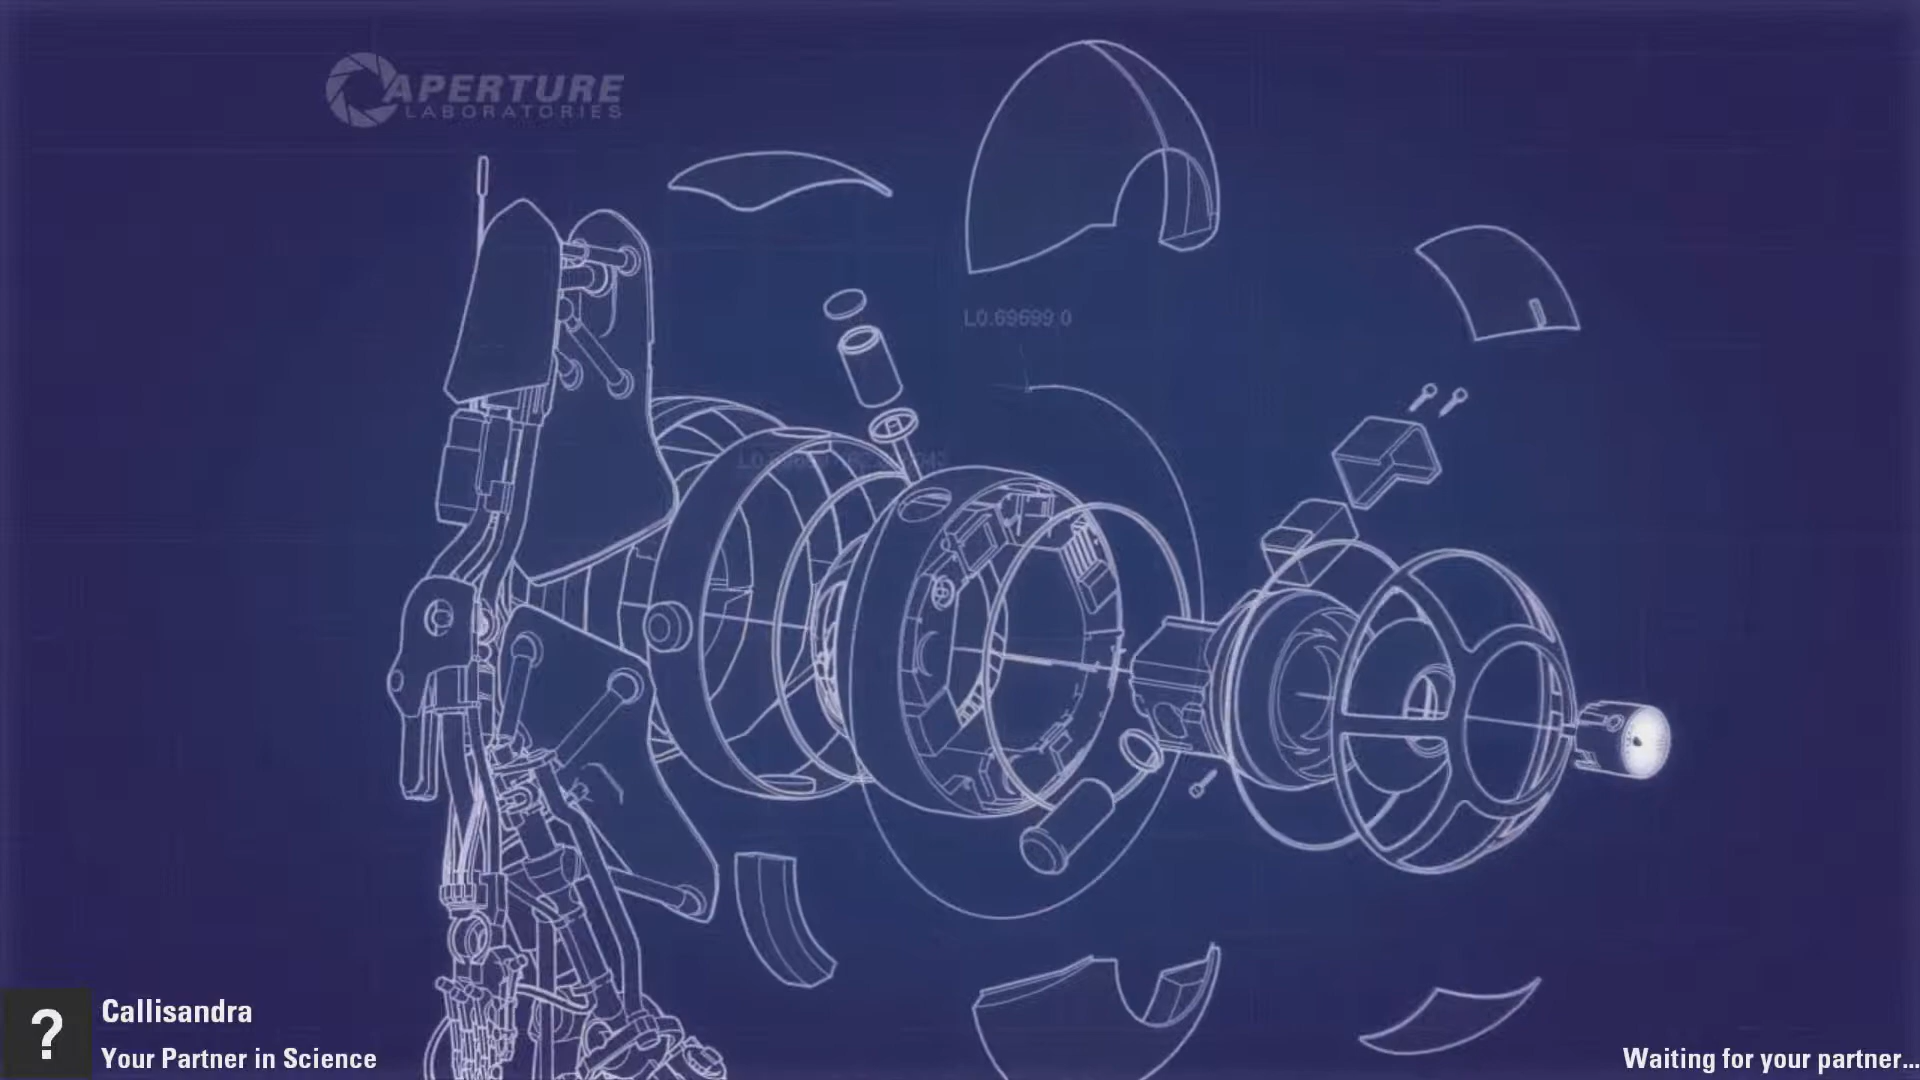 APERTURE
LABORATORIES
L0.69699.0
?
Callisandra
Your Partner in Science
Waiting for your partner...